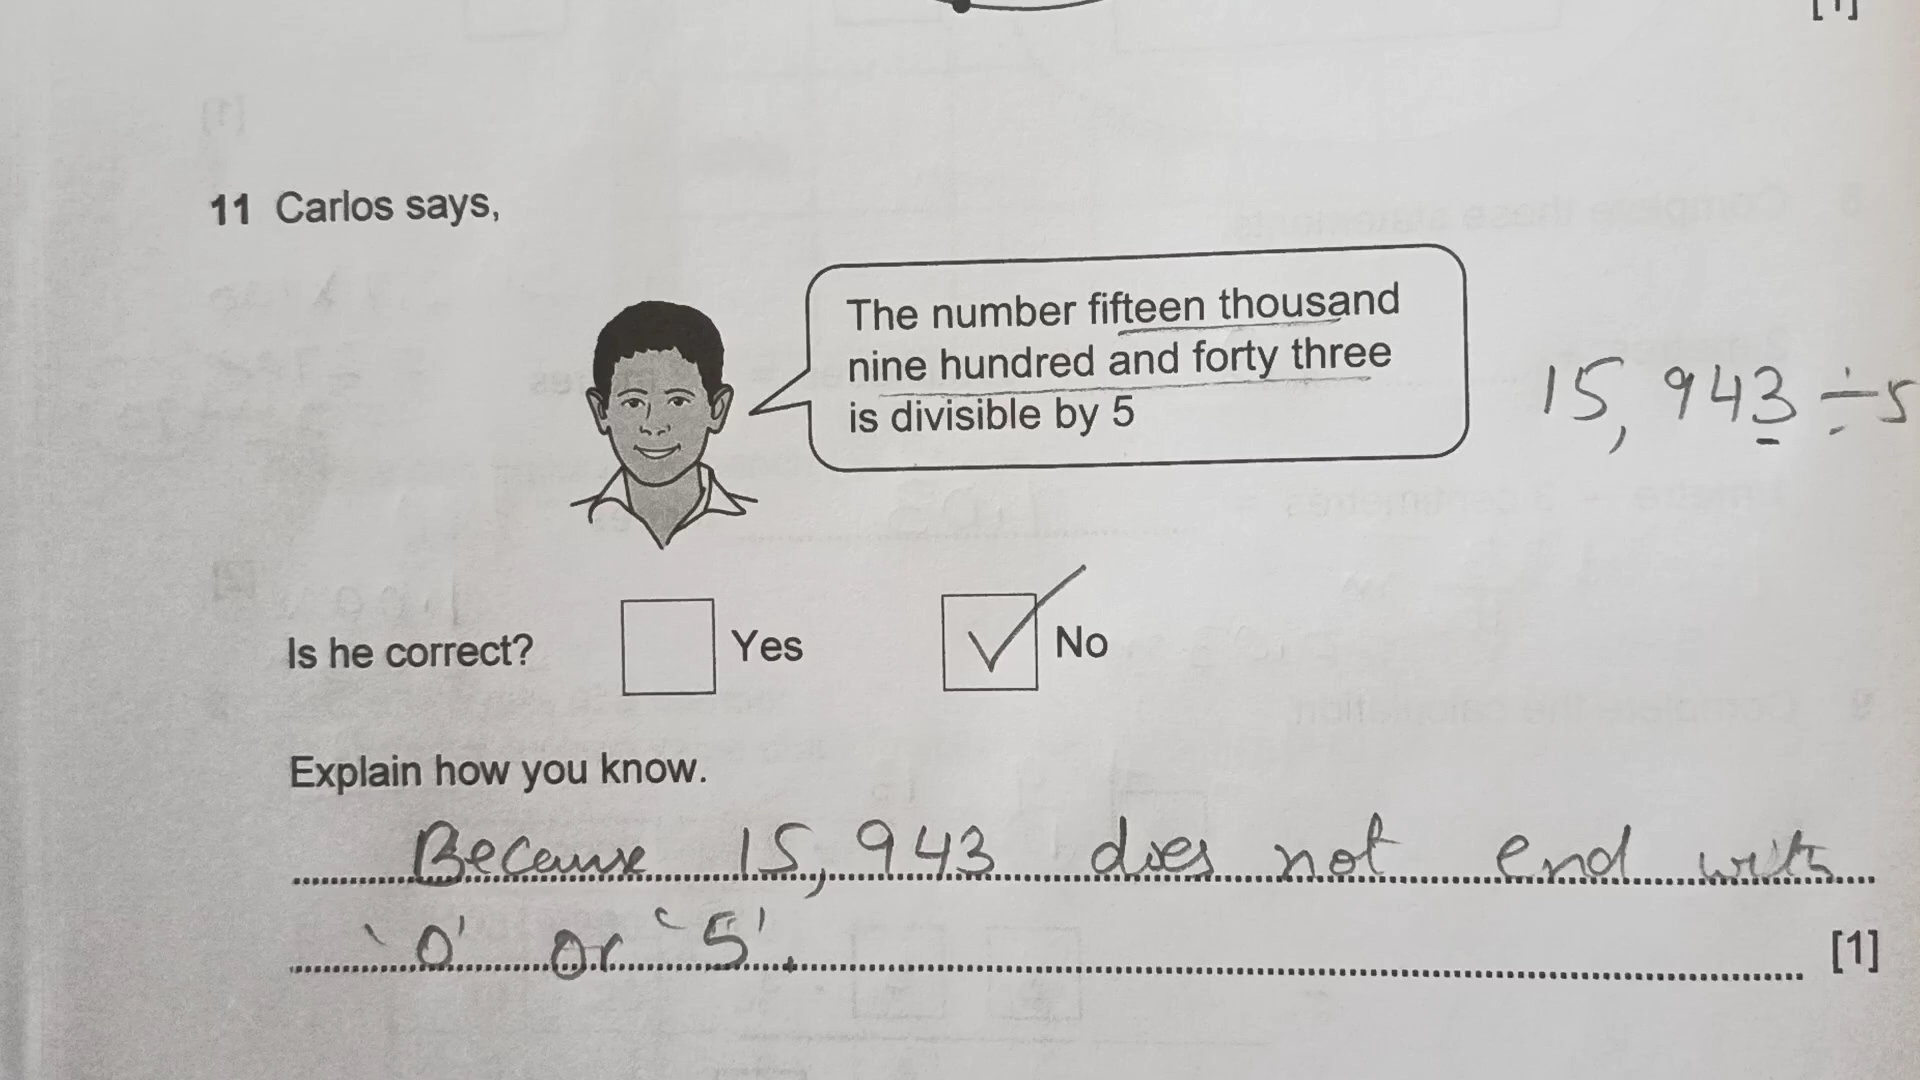 [1]
11 Carlos says,
The number fifteen thousand
nine hundred and forty three
is divisible by 5
15,943 ÷ 5
Is he correct? Yes No
Explain how you know.
Because 15,943 does not end with
'0' or '5'.
[1]